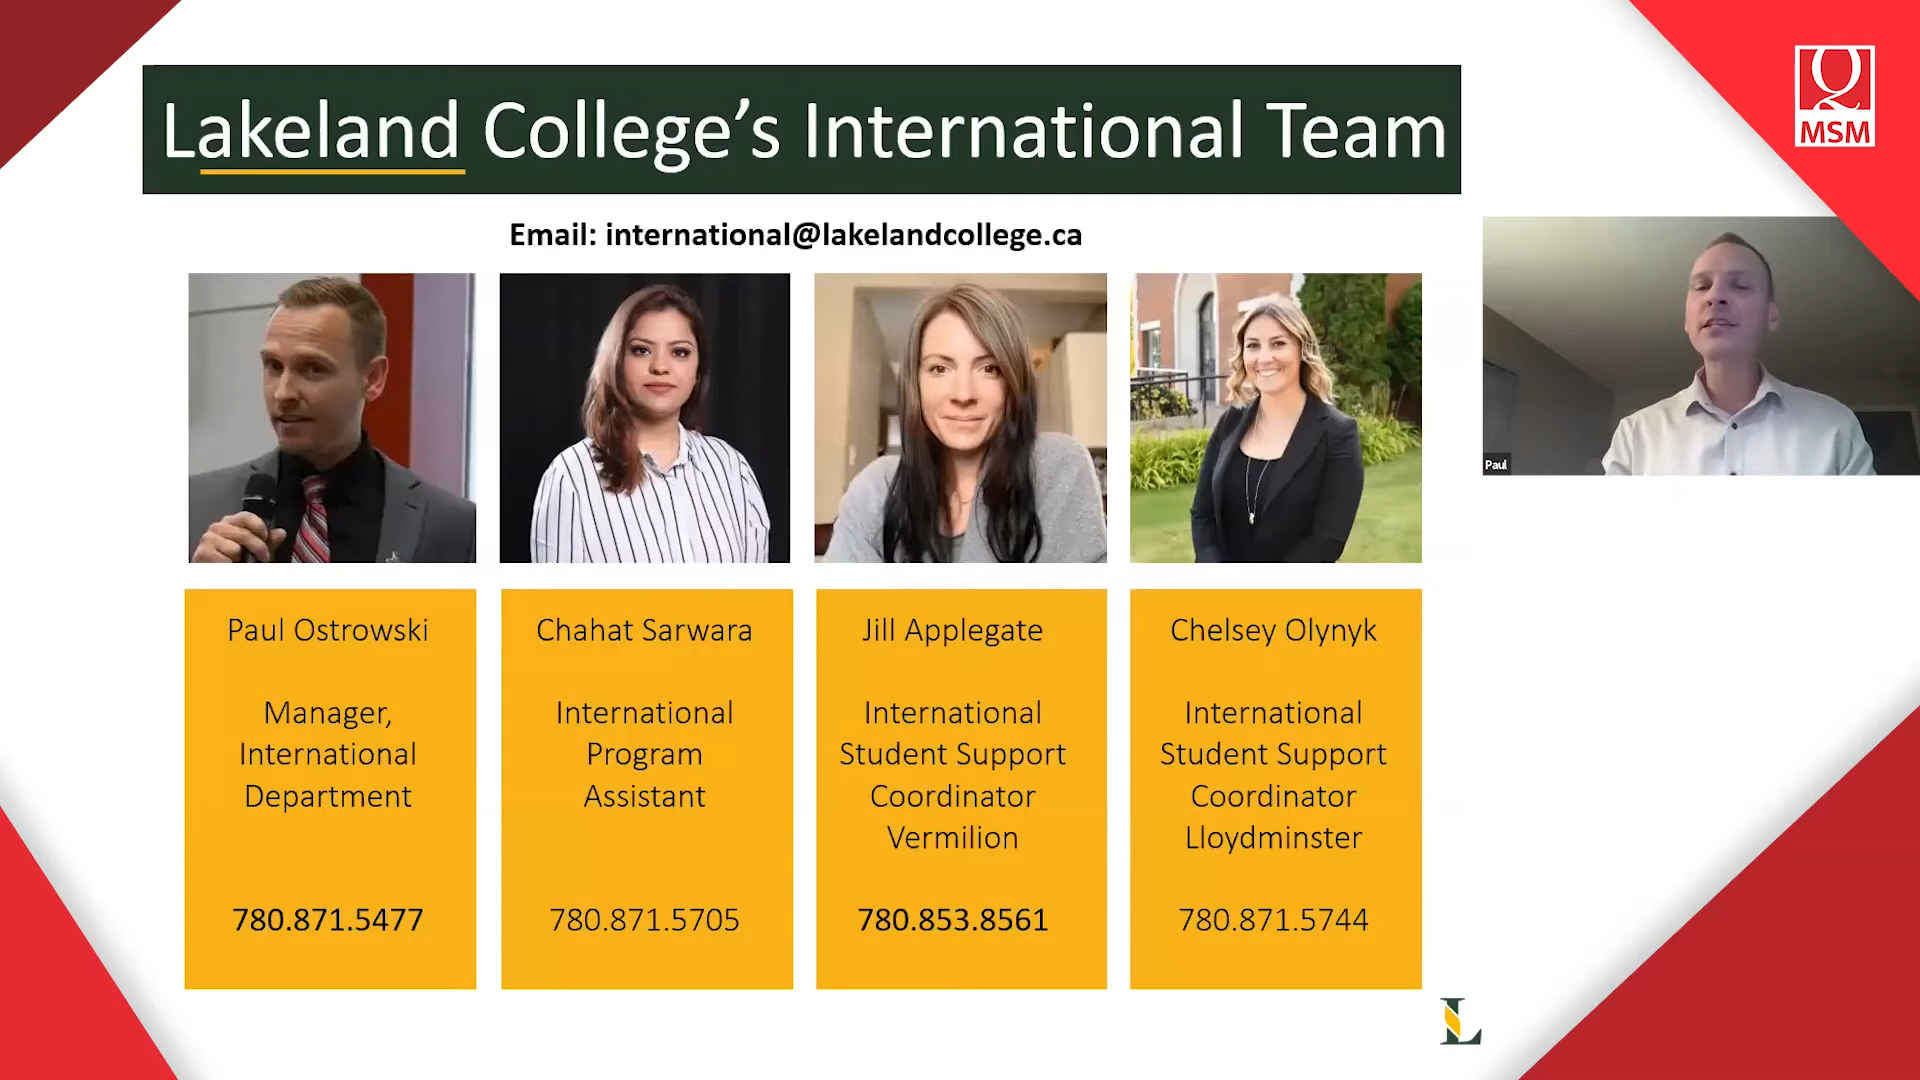 Lakeland College's International Team
MSM
Email: international@lakelandcollege.ca
Paul
Paul Ostrowski
Manager,
International
Department
780.871.5477
Chahat Sarwara
International
Program
Assistant
780.871.5705
Jill Applegate
International
Student Support
Coordinator
Vermilion
780.853.8561
Chelsey Olynyk
International
Student Support
Coordinator
Lloydminster
780.871.5744
L